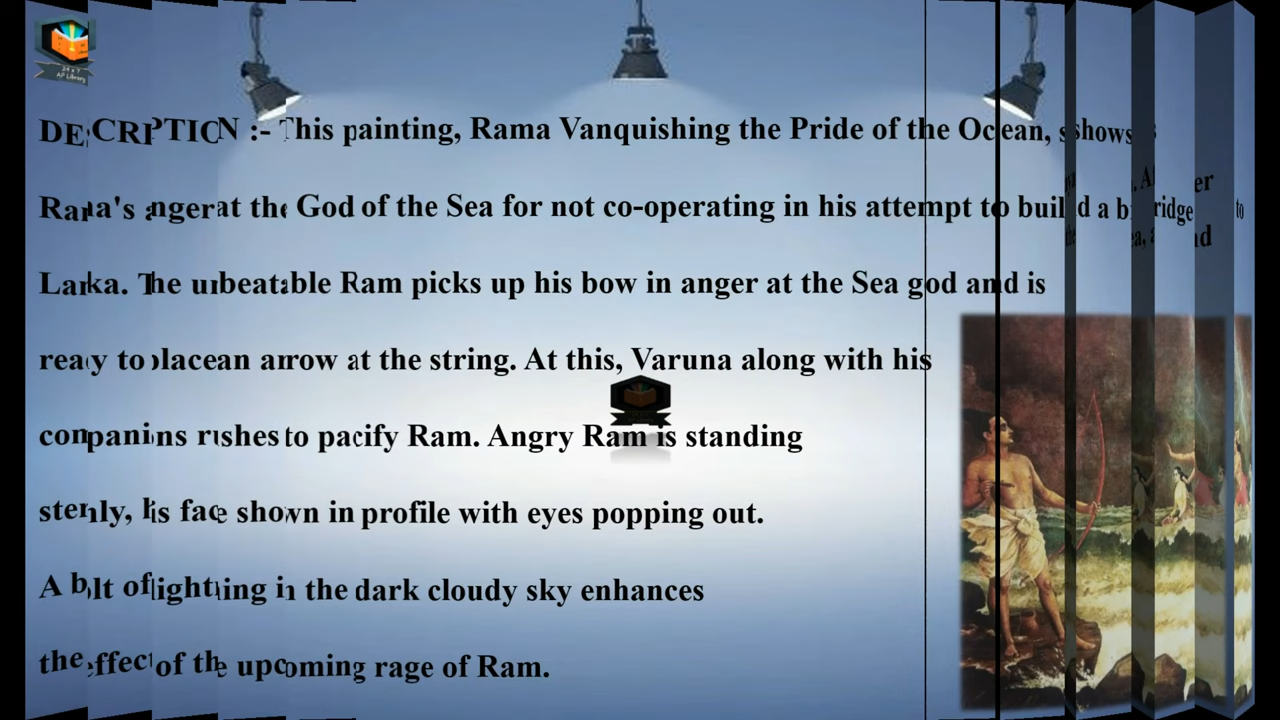 24 x 7
AP Library
DESCRIPTION :- This painting, Rama Vanquishing the Pride of the Ocean, shows
Rama's anger at the God of the Sea for not co-operating in his attempt to build a bridge to
Lanka. The unbeatable Ram picks up his bow in anger at the Sea god and is
ready to place an arrow at the string. At this, Varuna along with his
companions rushes to pacify Ram. Angry Ram is standing
sternly, his face shown in profile with eyes popping out.
A bolt of lightning in the dark cloudy sky enhances
the effect of the upcoming rage of Ram.